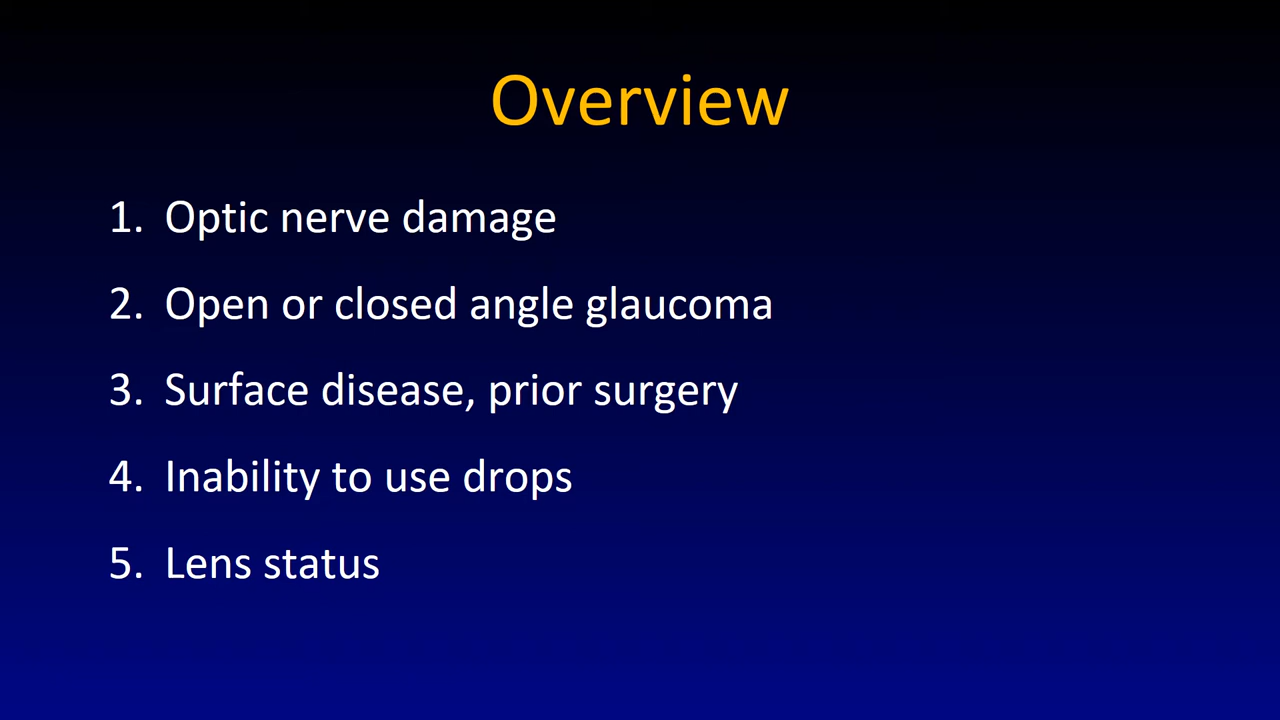 Overview
1. Optic nerve damage
2. Open or closed angle glaucoma
3. Surface disease, prior surgery
4. Inability to use drops
5. Lens status